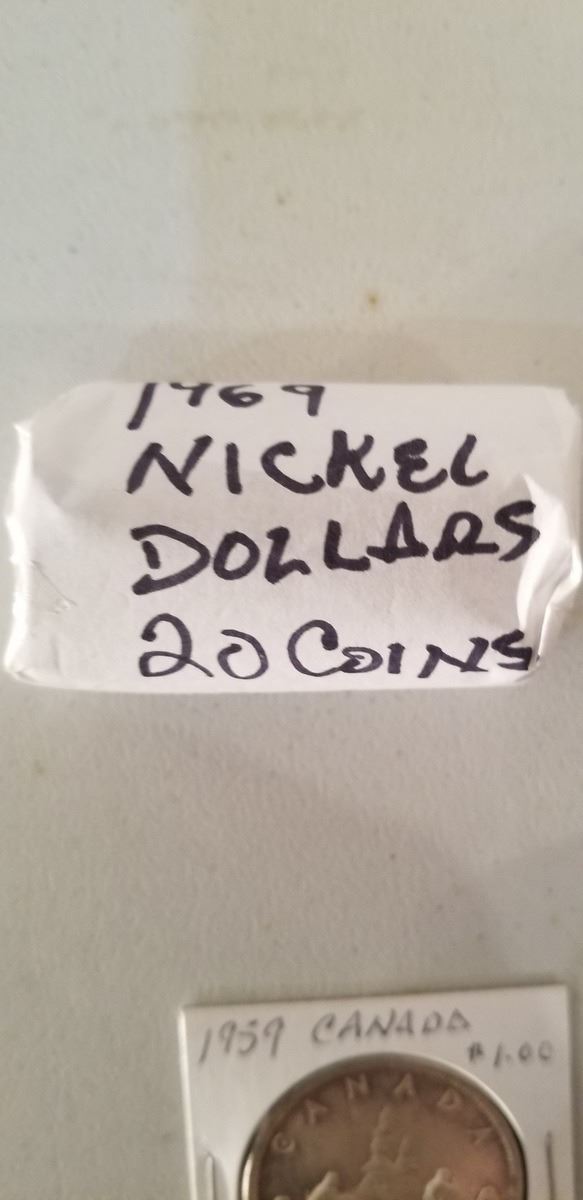 1969
NICKEL
DOLLARS
20 COINS
1959 CANADA
$1.00
CANADA